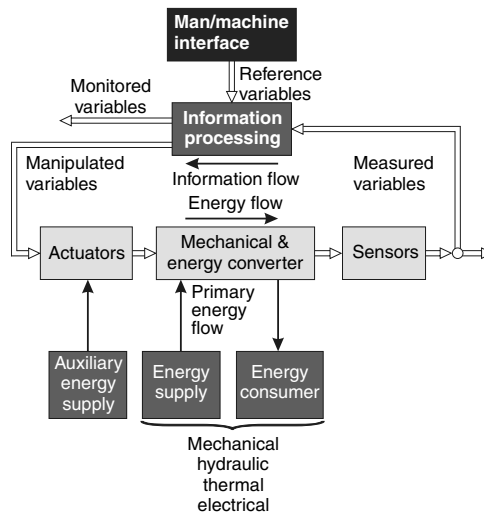 Man/machine
interface
Reference
variables
Monitored
variables
Information
processing
Manipulated
variables
Measured
variables
Information flow
Energy flow
Actuators
Mechanical &
energy converter
Sensors
Primary
energy
flow
Auxiliary
energy
supply
Energy
supply
Energy
consumer
Mechanical
hydraulic
thermal
electrical